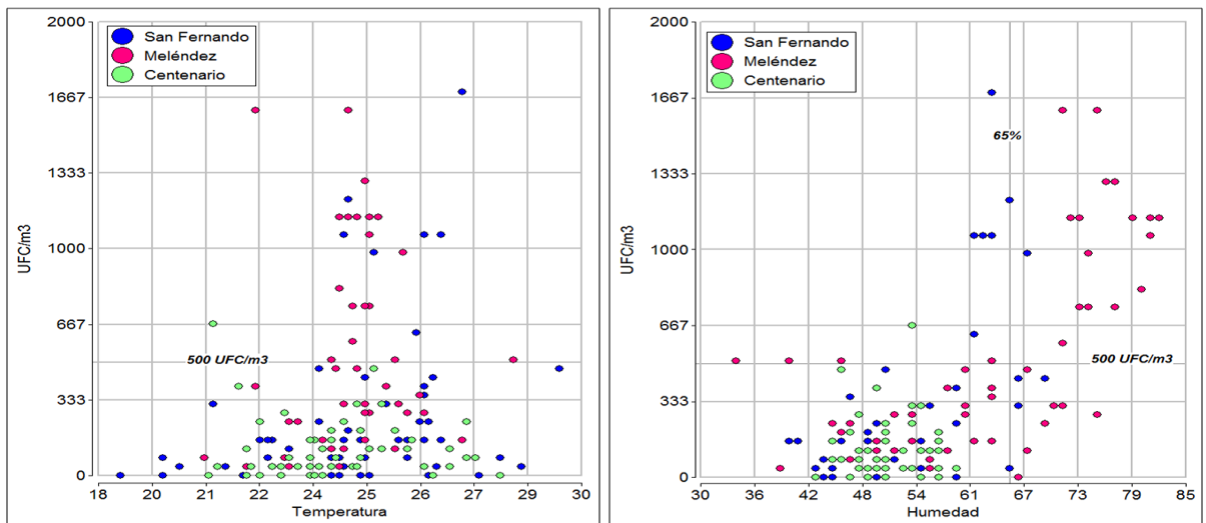 2000
1667
1333
1000
667
333
0
UFC/m3
San Fernando
Meléndez
Centenario
500 UFC/m3
18 20 21 22 24 25 26 28 29 30
Temperatura
2000
1667
1333
1000
667
333
0
UFC/m3
San Fernando
Meléndez
Centenario
65%
500 UFC/m3
30 36 42 48 54 61 67 73 79 85
Humedad